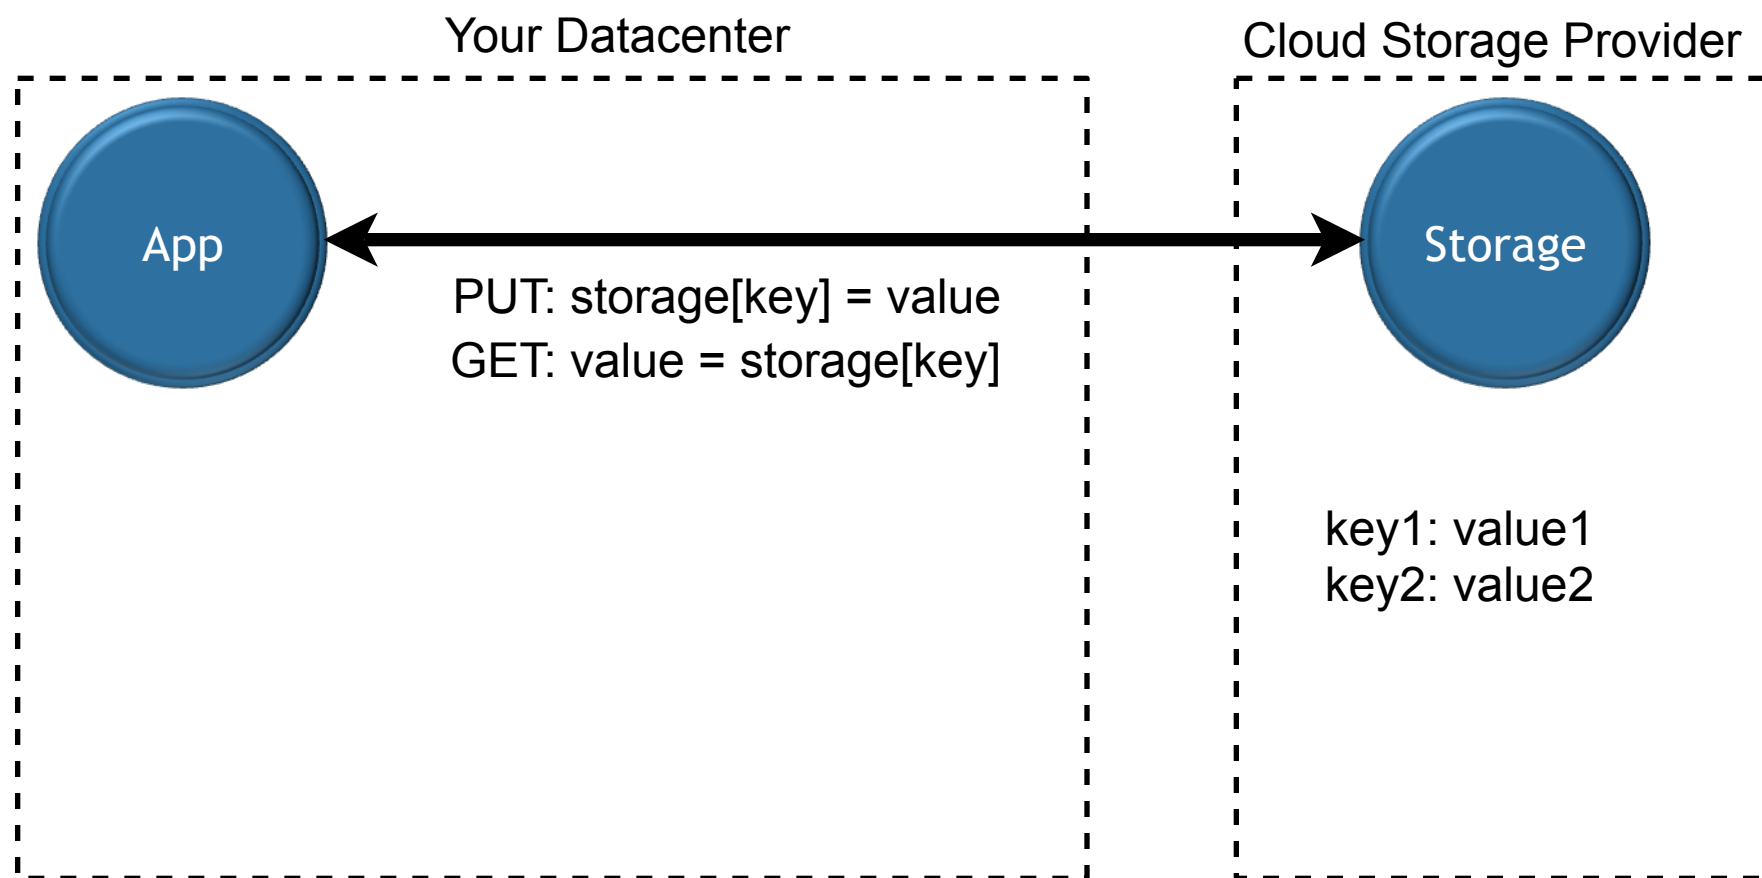 Your Datacenter
Cloud Storage Provider
App
Storage
PUT: storage[key] = value
GET: value = storage[key]
key1: value1
key2: value2